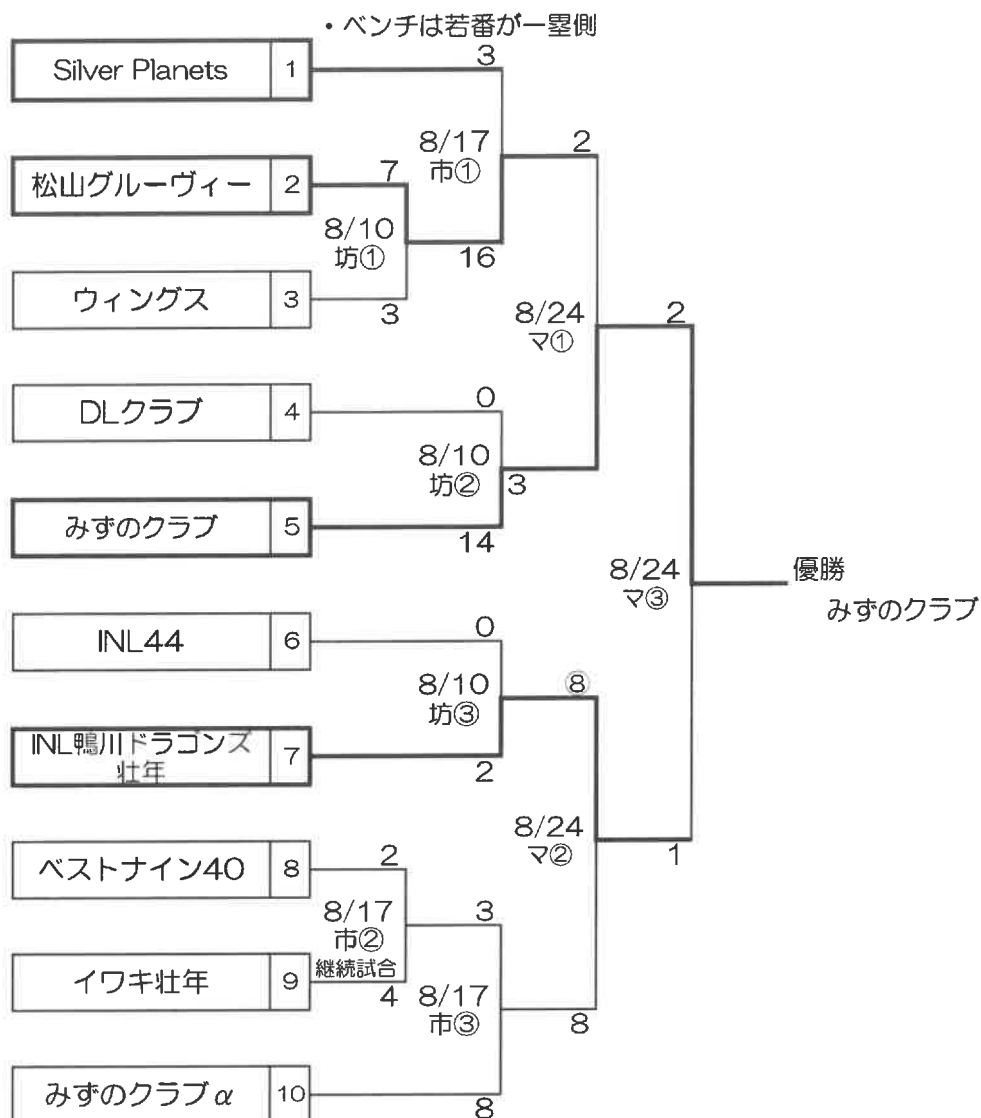 ・ベンチは若番が一塁側
3
Silver Planets 1
8/17
市①
2
7
松山グルーヴィー 2
8/10
坊①
16
ウィングス 3
3
8/24
マ①
2
0
DLクラブ 4
8/10
坊②
3
みずのクラブ 5
14
8/24
マ③
優勝
みずのクラブ
0
INL44 6
8/10
坊③
⑧
INL鴨川ドラゴンズ
壮年 7
2
8/24
マ②
1
2
ベストナイン40 8
8/17
市②
継続試合
3
イワキ壮年 9
4
8/17
市③
8
みずのクラブα 10
8